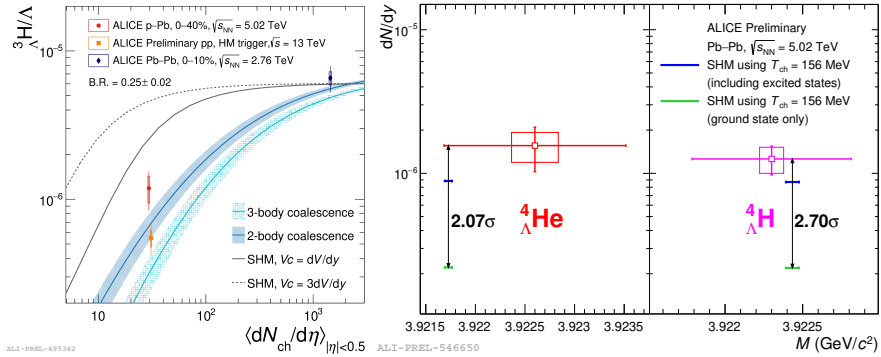 ³ΛH/Λ
10⁻⁵
10⁻⁶
ALICE p–Pb, 0–40%, √sNN = 5.02 TeV
ALICE Preliminary pp, HM trigger,√s = 13 TeV
ALICE Pb–Pb, 0–10%, √sNN = 2.76 TeV
B.R. = 0.25± 0.02
3-body coalescence
2-body coalescence
SHM, Vc = dV/dy
SHM, Vc = 3dV/dy
10 10² 10³
⟨dNch/dη⟩|η|<0.5
ALI-PREL-495342
dN/dy
10⁻⁵
10⁻⁶
2.07σ
⁴ΛHe
3.9215 3.922 3.9225 3.923 3.9235
ALICE Preliminary
Pb–Pb, √sNN = 5.02 TeV
SHM using Tch = 156 MeV
(including excited states)
SHM using Tch = 156 MeV
(ground state only)
⁴ΛH
2.70σ
3.922 3.9225
M (GeV/c²)
ALI-PREL-546650